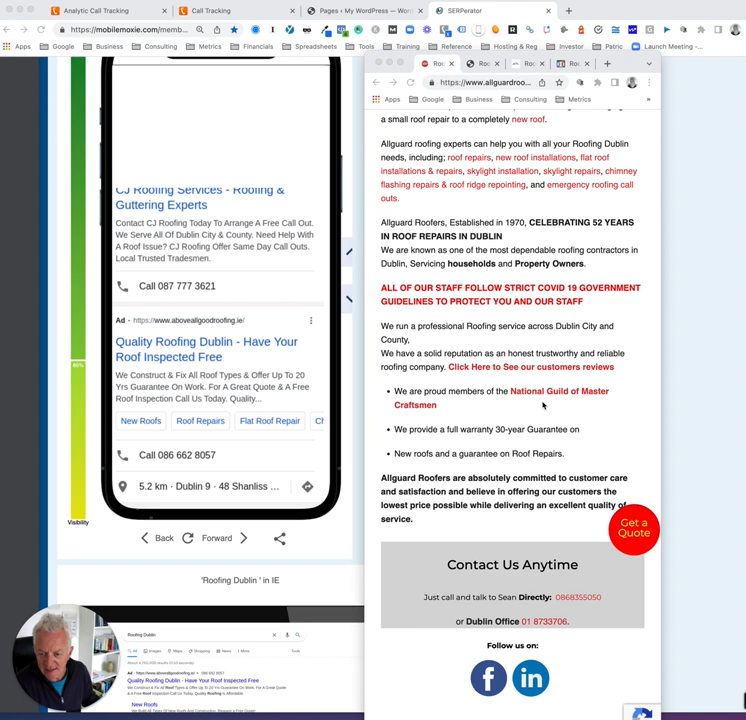 Analytic Call Tracking
Call Tracking
Pages ‹ My WordPress — Word
SERPerator
https://mobilemoxie.com/memb...
Apps
Google
Business
Consulting
Metrics
Financials
Spreadsheets
Tools
Training
Reference
Hosting & Reg
Investor
Patric
Launch Meeting -...
https://www.allguardroo...
Apps
Google
Business
Consulting
Metrics
»
a small roof repair to a completely new roof.
Allguard roofing experts can help you with all your Roofing Dublin
needs, including; roof repairs, new roof installations, flat roof
installations & repairs, skylight installation, skylight repairs, chimney
flashing repairs & roof ridge repointing, and emergency roofing call
outs.
Allguard Roofers, Established in 1970, CELEBRATING 52 YEARS
IN ROOF REPAIRS IN DUBLIN
We are known as one of the most dependable roofing contractors in
Dublin, Servicing households and Property Owners.
ALL OF OUR STAFF FOLLOW STRICT COVID 19 GOVERNMENT
GUIDELINES TO PROTECT YOU AND OUR STAFF
We run a professional Roofing service across Dublin City and
County,
We have a solid reputation as an honest trustworthy and reliable
roofing company. Click Here to See our customers reviews
• We are proud members of the National Guild of Master
Craftsmen
• We provide a full warranty 30-year Guarantee on
• New roofs and a guarantee on Roof Repairs.
Allguard Roofers are absolutely committed to customer care
and satisfaction and believe in offering our customers the
lowest price possible while delivering an excellent quality of
service.
Get a
Quote
Contact Us Anytime
Just call and talk to Sean Directly: 0868355050
or Dublin Office 01 8733706.
Follow us on:
CJ Roofing Services - Roofing &
Guttering Experts
Contact CJ Roofing Today To Arrange A Free Call Out.
We Serve All Of Dublin City & County. Need Help With
A Roof Issue? CJ Roofing Offer Same Day Call Outs.
Local Trusted Tradesmen.
Call 087 777 3621
Ad · https://www.aboveallgoodroofing.ie/
Quality Roofing Dublin - Have Your
Roof Inspected Free
We Construct & Fix All Roof Types & Offer Up To 20
Yrs Guarantee On Work. For A Great Quote & A Free
Roof Inspection Call Us Today. Quality...
New Roofs
Roof Repairs
Flat Roof Repair
Ch
Call 086 662 8057
5.2 km · Dublin 9 · 48 Shanliss ...
Visibility
Back
Forward
'Roofing Dublin ' in IE
Roofing Dublin
All
Images
Maps
Shopping
News
More
Tools
Quality Roofing Dublin - Have Your Roof Inspected Free
New Roofs